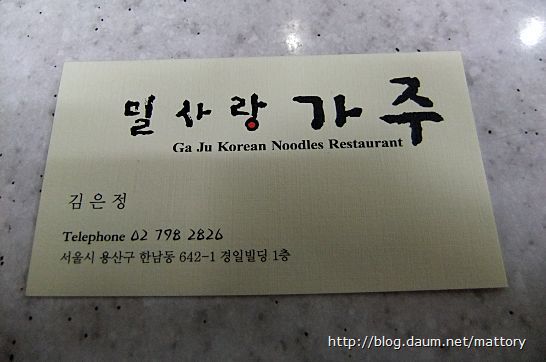 밀사랑 가주
Ga Ju Korean Noodles Restaurant
김은정
Telephone 02 798 2826
서울시 용산구 한남동 642-1 경일빌딩 1층
http://blog.daum.net/mattory